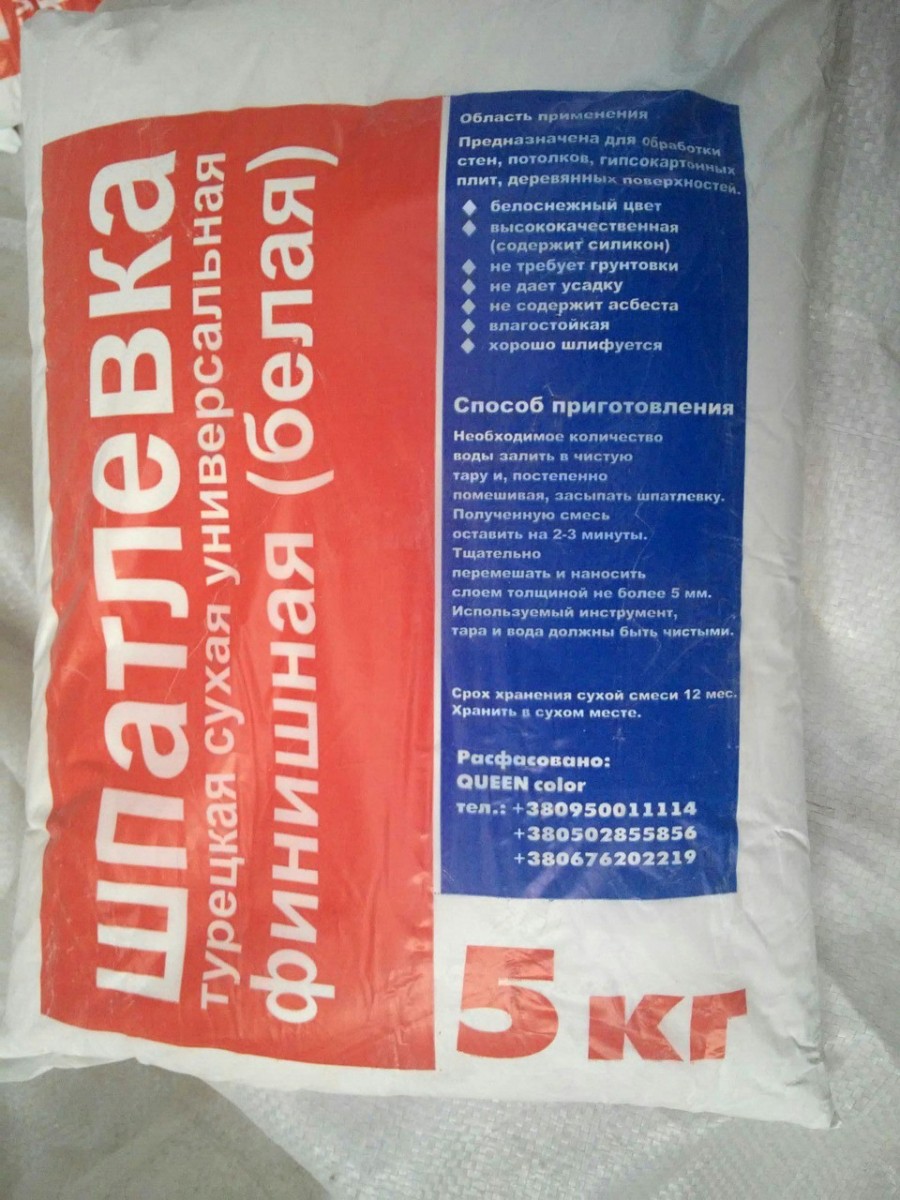 шпатлевка
турецкая сухая универсальная
финишная (белая)
Область применения
Предназначена для обработки
стен, потолков, гипсокартонных
плит, деревянных поверхностей.
белоснежный цвет
высококачественная
(содержит силикон)
не требует грунтовки
не дает усадку
не содержит асбеста
влагостойкая
хорошо шлифуется
Способ приготовления
Необходимое количество
воды залить в чистую
тару и, постепенно
помешивая, засыпать шпатлевку.
Полученную смесь
оставить на 2-3 минуты.
Тщательно
перемешать и наносить
слоем толщиной не более 5 мм.
Используемый инструмент,
тара и вода должны быть чистыми.
Срок хранения сухой смеси 12 мес.
Хранить в сухом месте.
Расфасовано:
QUEEN color
тел.: +380950011114
+380502855856
+380676202219
5 кг